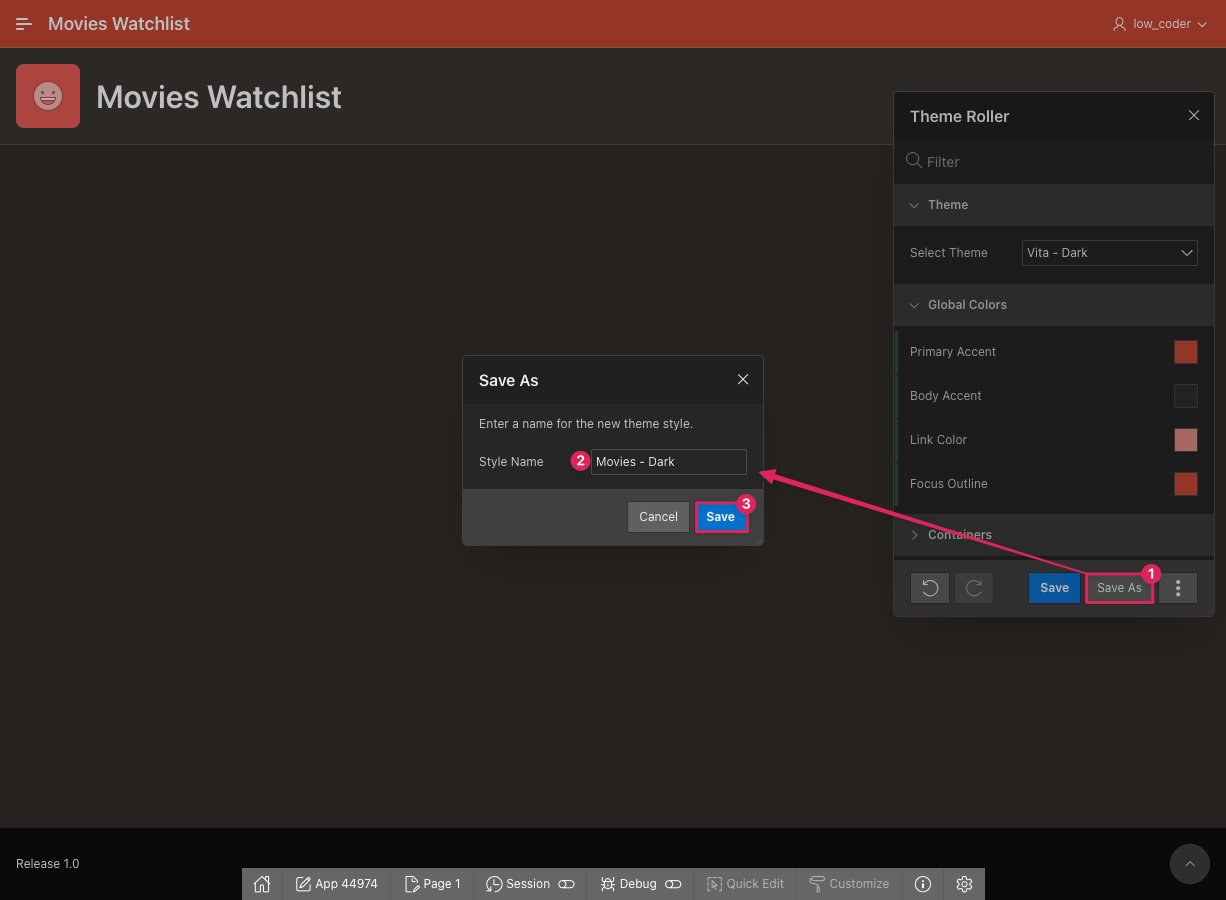 Movies Watchlist
low_coder
Movies Watchlist
Theme Roller
Filter
Theme
Select Theme
Vita - Dark
Global Colors
Primary Accent
Body Accent
Link Color
Focus Outline
Containers
Save
Save As
1
Save As
Enter a name for the new theme style.
Style Name
2
Movies - Dark
Cancel
Save
3
Release 1.0
App 44974
Page 1
Session
Debug
Quick Edit
Customize